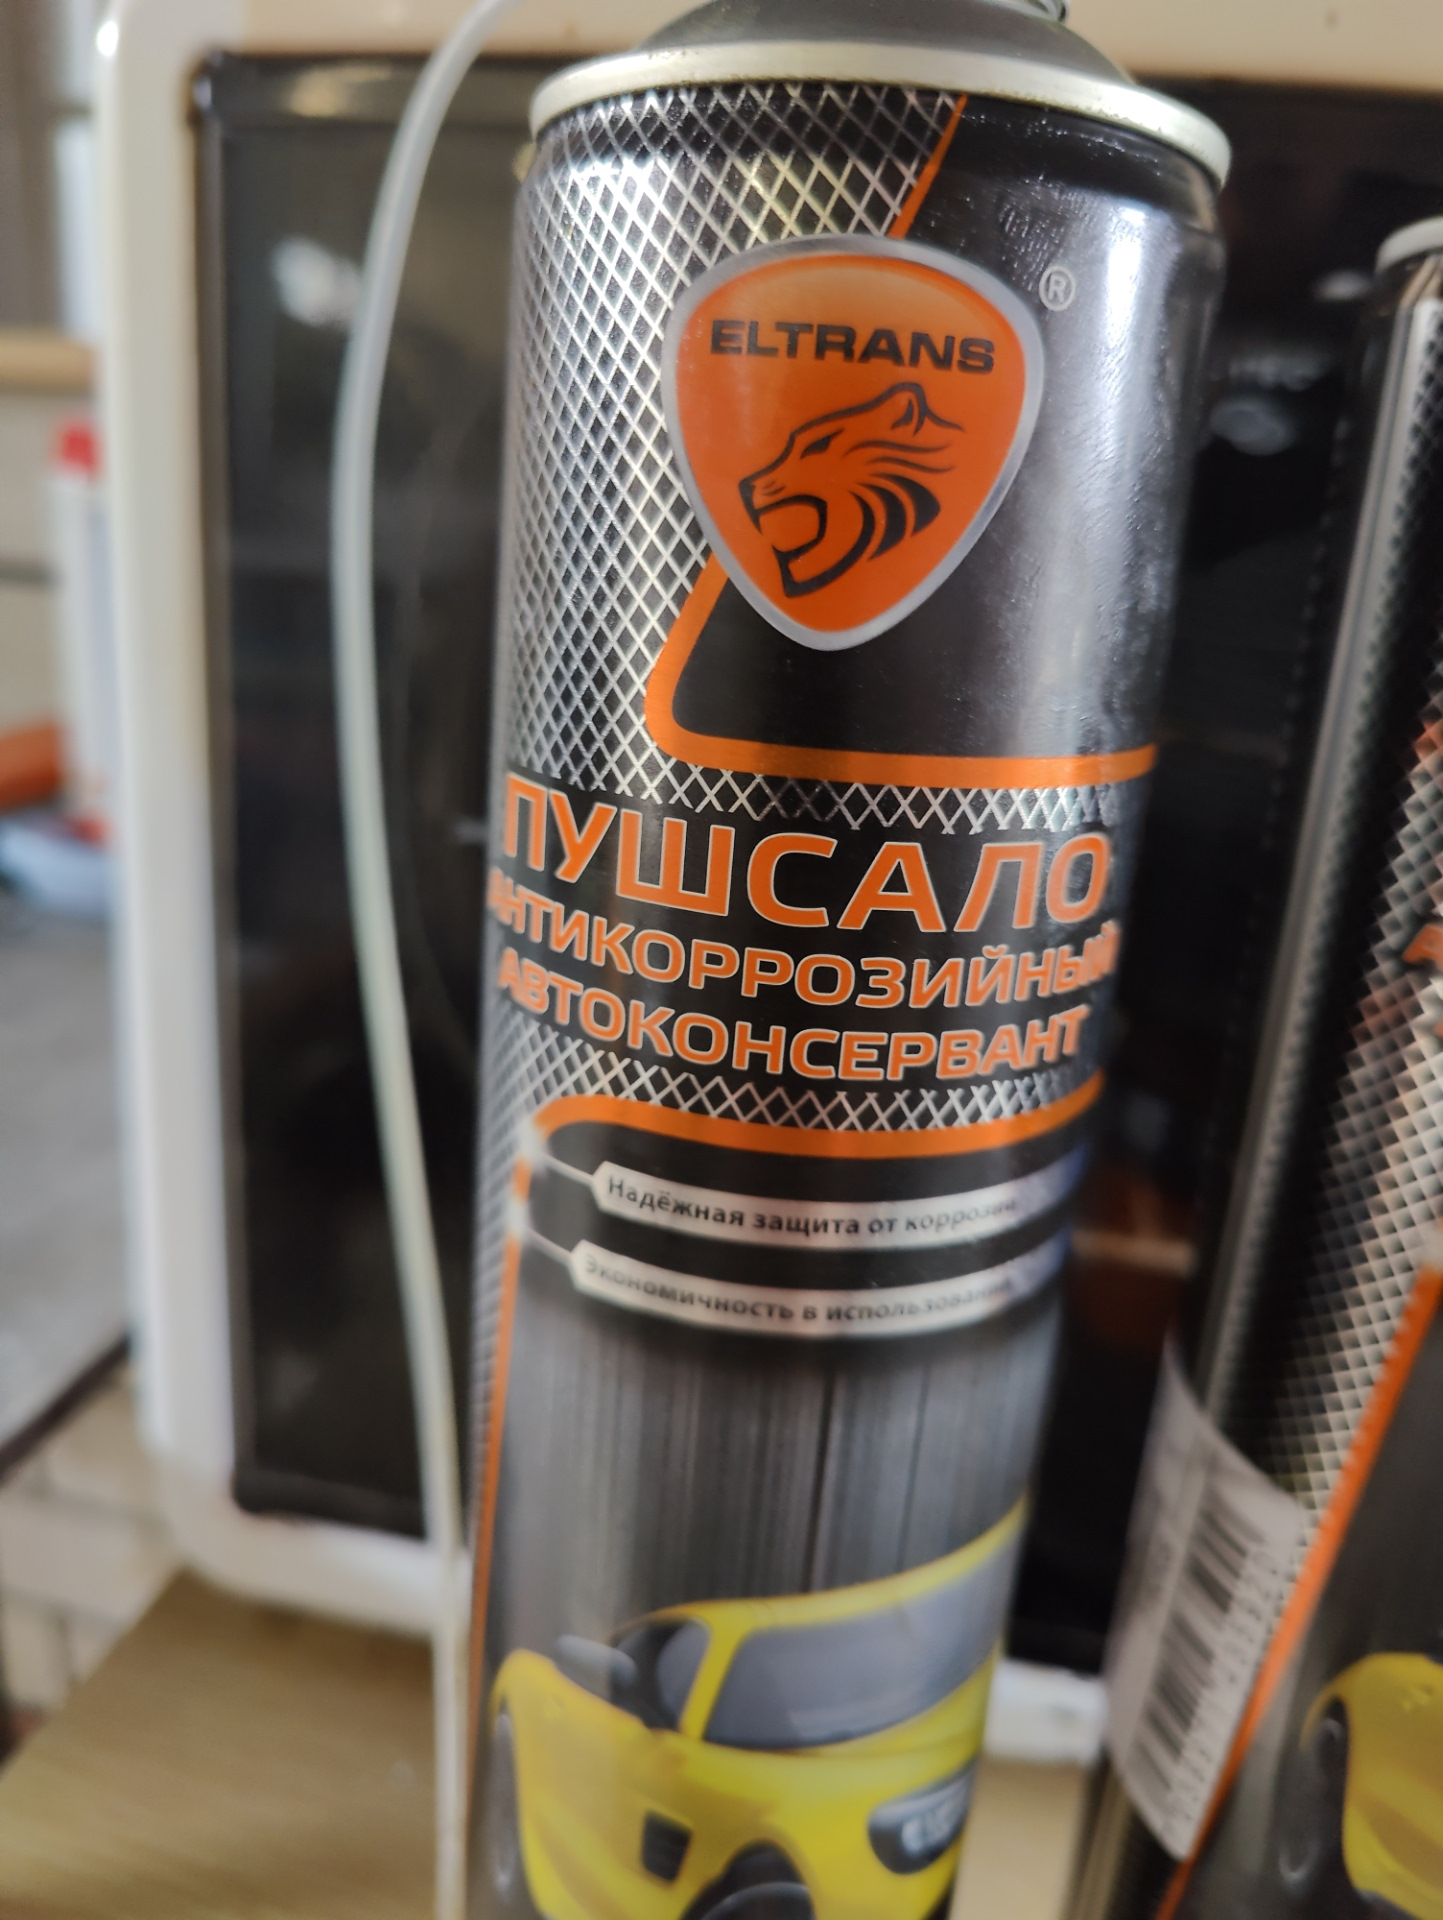 ELTRANS
®
ПУШСАЛО
АНТИКОРРОЗИЙНЫЙ
АВТОКОНСЕРВАНТ
Надёжная защита от коррозии
Экономичность в использовании